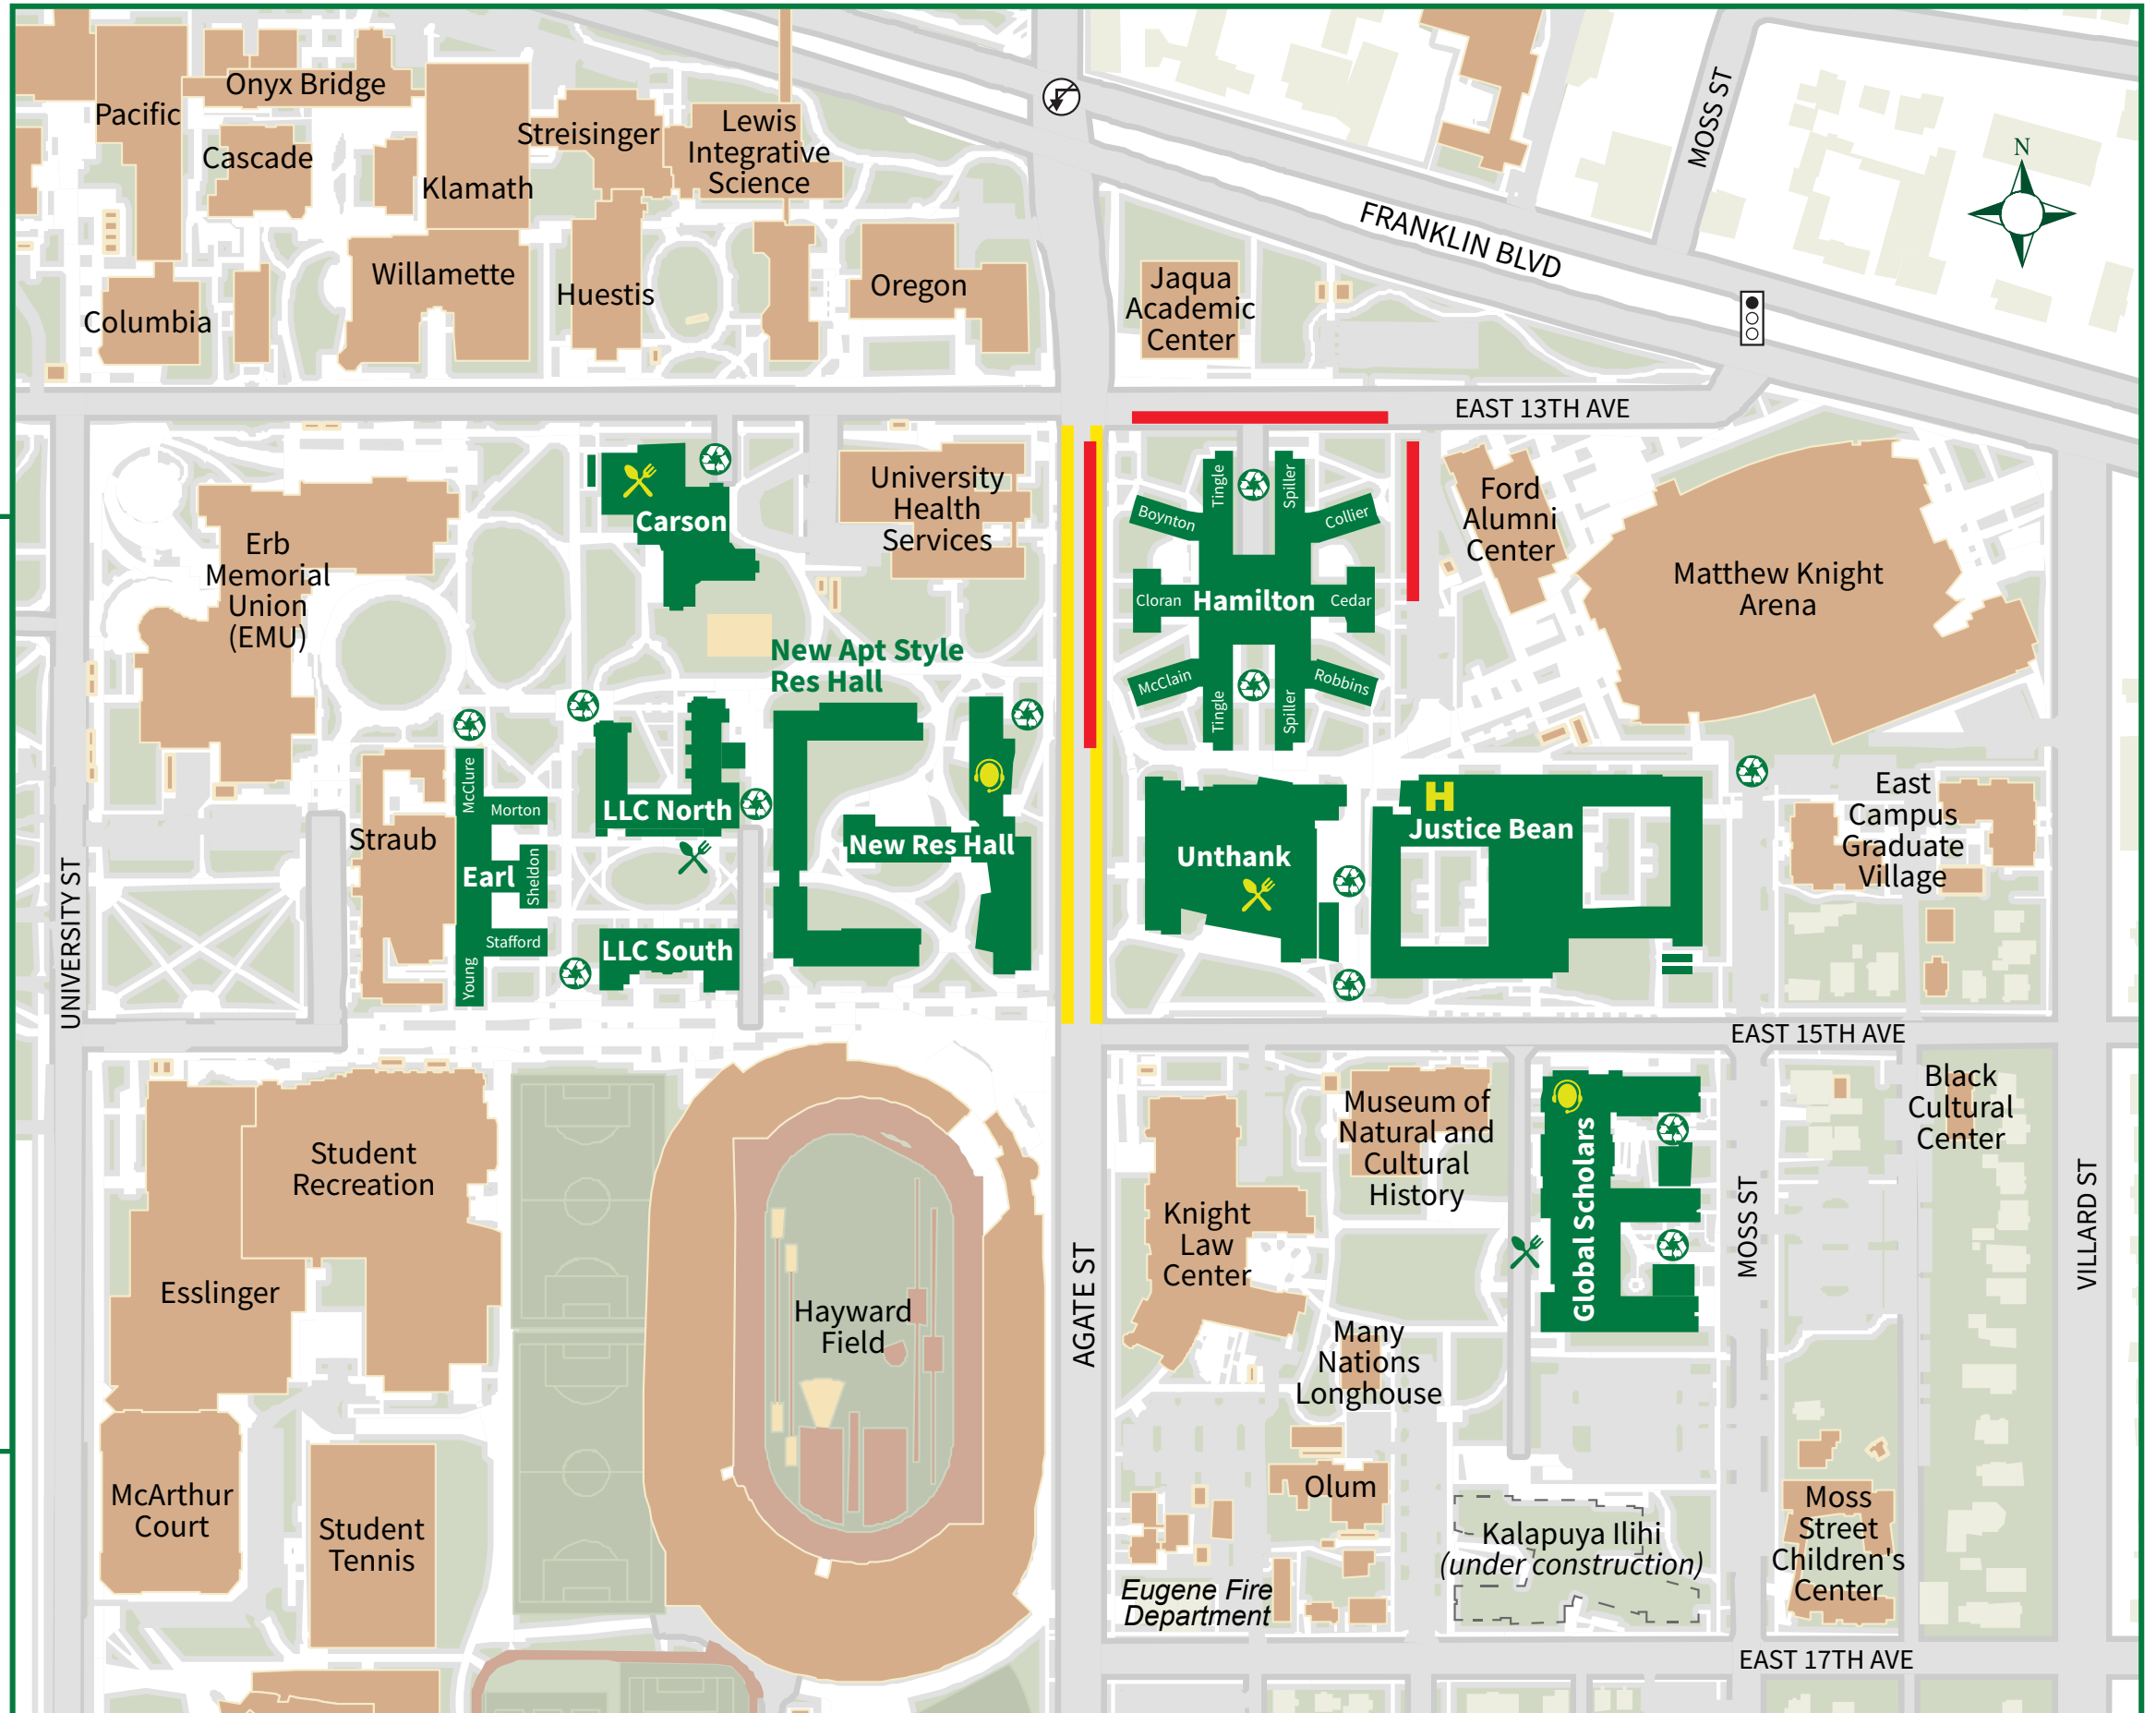 Onyx Bridge
Pacific
Cascade
Klamath
Streisinger
Lewis
Integrative
Science
Willamette
Huestis
Columbia
Oregon
Jaqua
Academic
Center
FRANKLIN BLVD
MOSS ST
N
EAST 13TH AVE
Erb
Memorial
Union
(EMU)
Carson
University
Health
Services
New Apt Style
Res Hall
Tingle
Spiller
Boynton
Collier
Cloran
Hamilton
Cedar
McClain
Robbins
Tingle
Spiller
Ford
Alumni
Center
Matthew Knight
Arena
Straub
McClure
Morton
Earl
Sheldon
Stafford
Young
LLC North
LLC South
New Res Hall
Unthank
H
Justice Bean
East
Campus
Graduate
Village
UNIVERSITY ST
EAST 15TH AVE
Student
Recreation
Esslinger
McArthur
Court
Student
Tennis
Hayward
Field
AGATE ST
Knight
Law
Center
Museum of
Natural and
Cultural
History
Many
Nations
Longhouse
Global Scholars
MOSS ST
Black
Cultural
Center
VILLARD ST
Olum
Eugene Fire
Department
Kalapuya Ilihi
(under construction)
Moss
Street
Children's
Center
EAST 17TH AVE